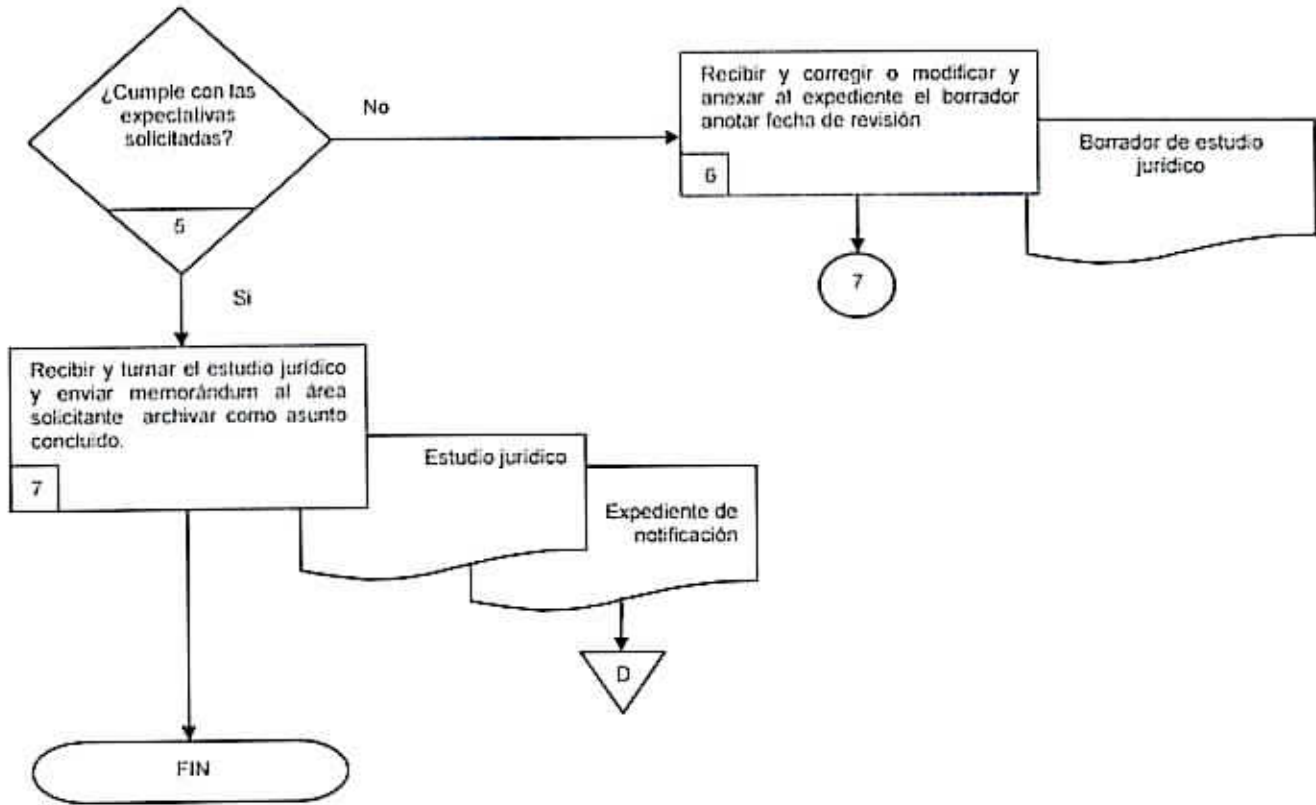 ¿Cumple con las
expectativas
solicitadas?
5
No
Recibir y corregir o modificar y
anexar al expediente el borrador
anotar fecha de revisión
6
Borrador de estudio
jurídico
7
Si
Recibir y turnar el estudio jurídico
y enviar memorándum al área
solicitante archivar como asunto
concluido.
7
Estudio jurídico
Expediente de
notificación
D
FIN